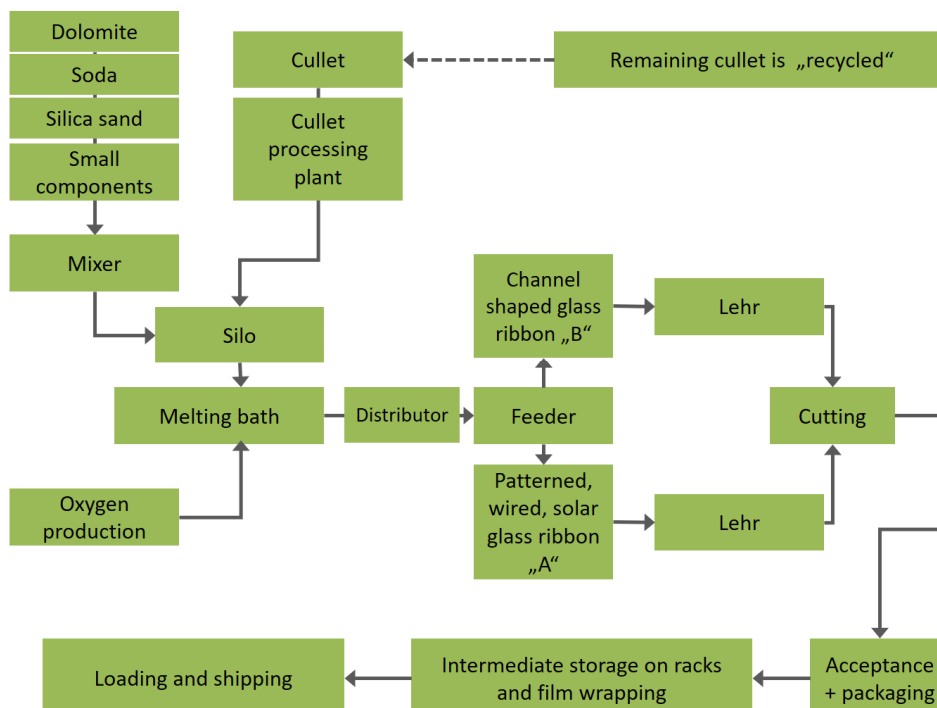 Dolomite
Soda
Silica sand
Small
components
Mixer
Cullet
Cullet
processing
plant
Remaining cullet is „recycled“
Silo
Melting bath
Oxygen
production
Distributor
Feeder
Channel
shaped glass
ribbon „B“
Lehr
Patterned,
wired, solar
glass ribbon
„A“
Lehr
Cutting
Acceptance
+ packaging
Intermediate storage on racks
and film wrapping
Loading and shipping